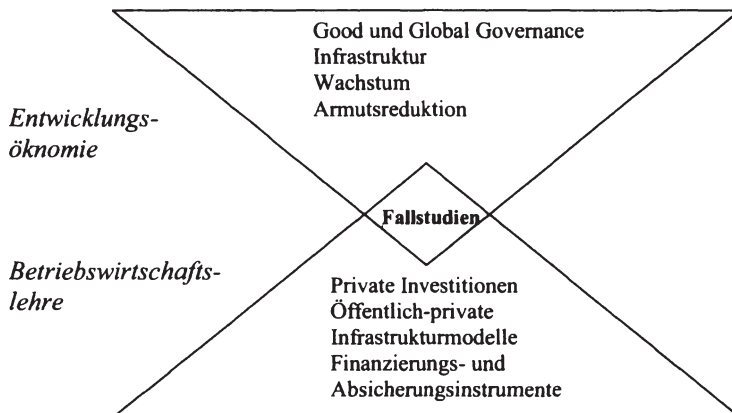 Good und Global Governance
Infrastruktur
Wachstum
Armutsreduktion
Entwicklungs-
öknomie
Fallstudien
Betriebswirtschafts-
lehre
Private Investitionen
Öffentlich-private
Infrastrukturmodelle
Finanzierungs- und
Absicherungsinstrumente